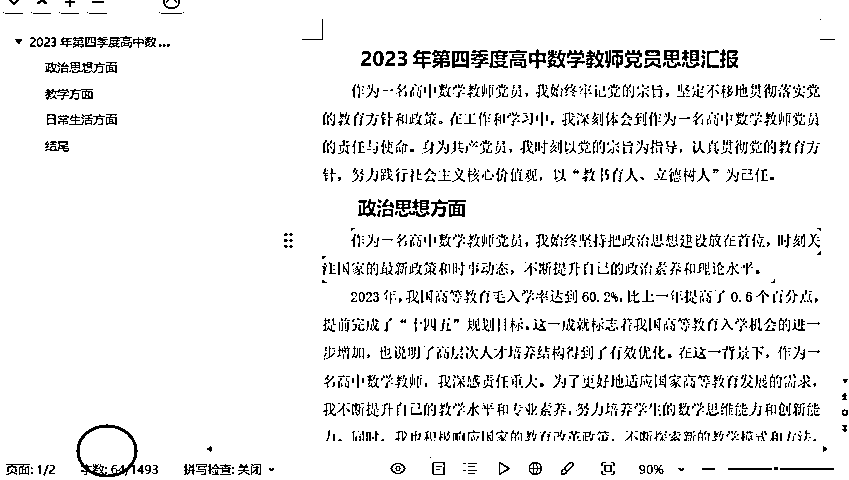 2023 年第四季度高中数...
政治思想方面
教学方面
日常生活方面
结尾
2023 年第四季度高中数学教师党员思想汇报
作为一名高中数学教师党员，我始终牢记党的宗旨，坚定不移地贯彻落实党
的教育方针和政策。在工作和学习中，我深刻体会到作为一名高中数学教师党员
的责任与使命。身为共产党员，我时刻以党的宗旨为指导，认真贯彻党的教育方
针，努力践行社会主义核心价值观，以“教书育人、立德树人”为己任。
政治思想方面
作为一名高中数学教师党员，我始终坚持把政治思想建设放在首位，时刻关
注国家的最新政策和时事动态，不断提升自己的政治素养和理论水平。
2023 年，我国高等教育毛入学率达到 60.2%，比上一年提高了 0.6 个百分点，
提前完成了“十四五”规划目标。这一成就标志着我国高等教育入学机会的进一
步增加，也说明了高层次人才培养结构得到了有效优化。在这一背景下，作为一
名高中数学教师，我深感责任重大。为了更好地适应国家高等教育发展的需求，
我不断提升自己的教学水平和专业素养，努力培养学生的数学思维能力和创新能
力。同时，我也积极响应国家的教育改革政策，不断探索新的教学模式和方法，
页面: 1/2 字数: 64/1493 拼写检查: 关闭 90%